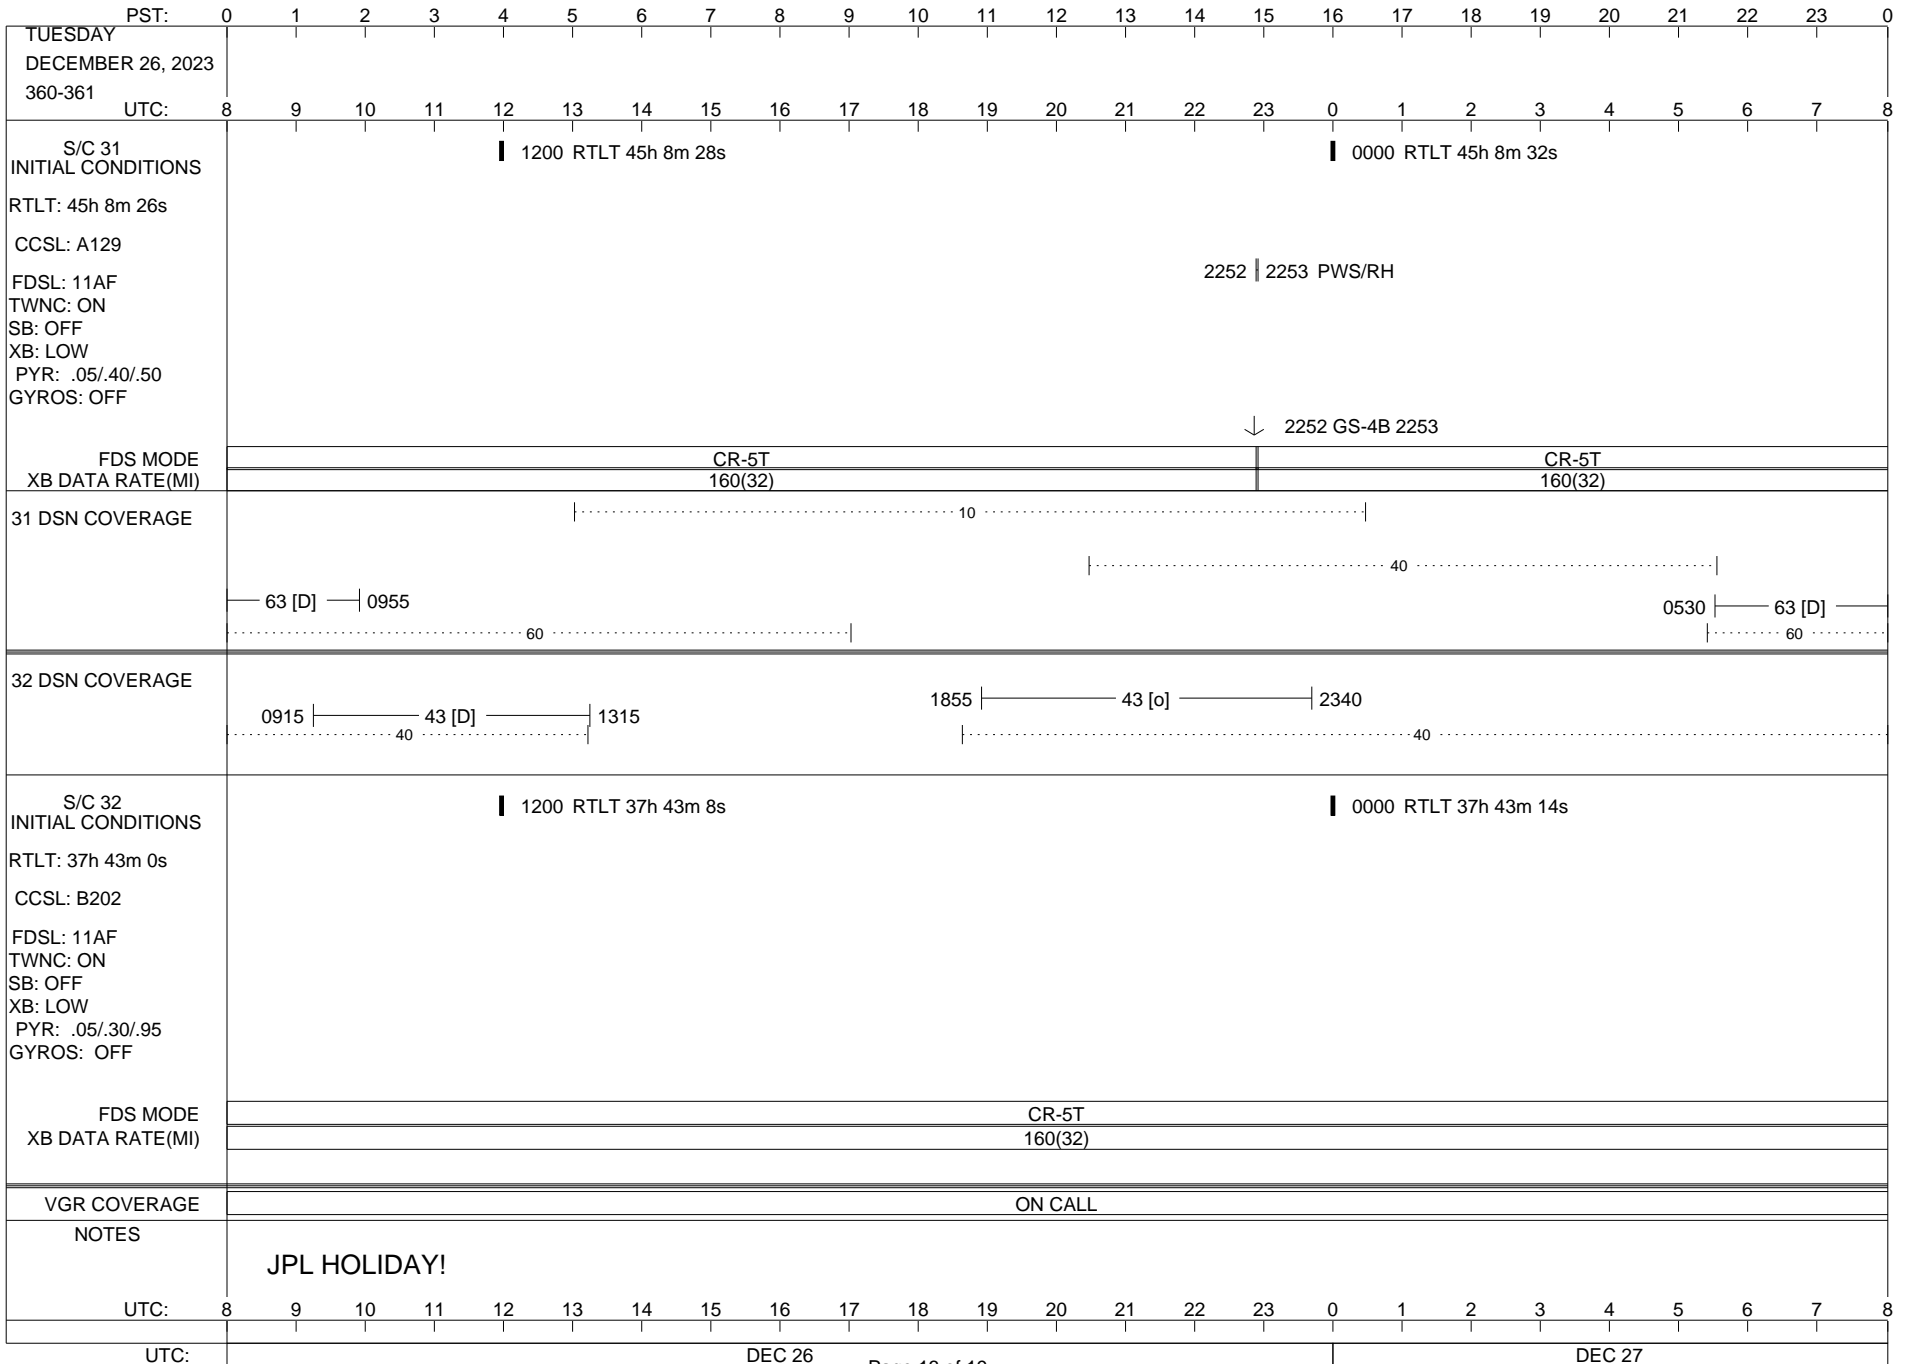 PST: 0 1 2 3 4 5 6 7 8 9 10 11 12 13 14 15 16 17 18 19 20 21 22 23 0
TUESDAY
DECEMBER 26, 2023
360-361
UTC: 8 9 10 11 12 13 14 15 16 17 18 19 20 21 22 23 0 1 2 3 4 5 6 7 8
S/C 31
INITIAL CONDITIONS
1200 RTLT 45h 8m 28s
0000 RTLT 45h 8m 32s
RTLT: 45h 8m 26s
CCSL: A129
2252 2253 PWS/RH
FDSL: 11AF
TWNC: ON
SB: OFF
XB: LOW
PYR: .05/.40/.50
GYROS: OFF
2252 GS-4B 2253
FDS MODE CR-5T CR-5T
XB DATA RATE(MI) 160(32) 160(32)
31 DSN COVERAGE
10
40
63 [D] 0955
0530 63 [D]
60 60
32 DSN COVERAGE
1855 43 [o] 2340
0915 43 [D] 1315
40 40
S/C 32
INITIAL CONDITIONS
1200 RTLT 37h 43m 8s
0000 RTLT 37h 43m 14s
RTLT: 37h 43m 0s
CCSL: B202
FDSL: 11AF
TWNC: ON
SB: OFF
XB: LOW
PYR: .05/.30/.95
GYROS: OFF
FDS MODE CR-5T
XB DATA RATE(MI) 160(32)
VGR COVERAGE ON CALL
NOTES
JPL HOLIDAY!
UTC: 8 9 10 11 12 13 14 15 16 17 18 19 20 21 22 23 0 1 2 3 4 5 6 7 8
UTC: DEC 26 DEC 27